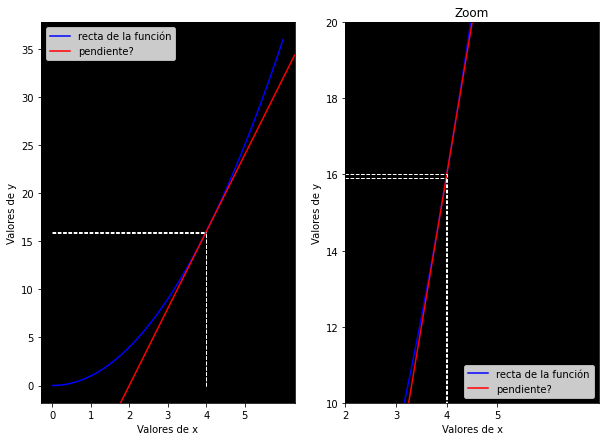 recta de la función
pendiente?
Valores de y
35
30
25
20
15
10
5
0
0 1 2 3 4 5
Valores de x
Zoom
Valores de y
20
18
16
14
12
10
recta de la función
pendiente?
2 3 4 5
Valores de x